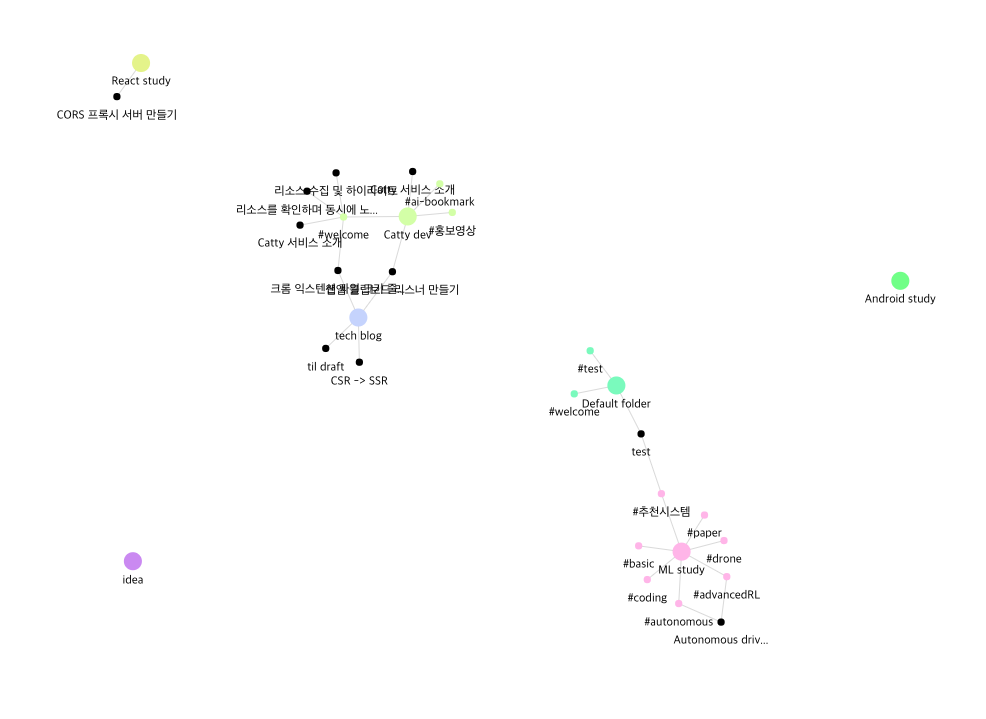 React study
CORS 프록시 서버 만들기
리소스 수집 및 하이라이트
Catty 서비스 소개
#ai-bookmark
리소스를 확인하며 동시에 노...
#welcome
Catty dev
#홍보영상
Catty 서비스 소개
크롬 익스텐션
리스너 만들기
tech blog
til draft
CSR -> SSR
Android study
#test
Default folder
#welcome
test
#추천시스템
#paper
#basic
ML study
#drone
#coding
#advancedRL
#autonomous
Autonomous driv...
idea